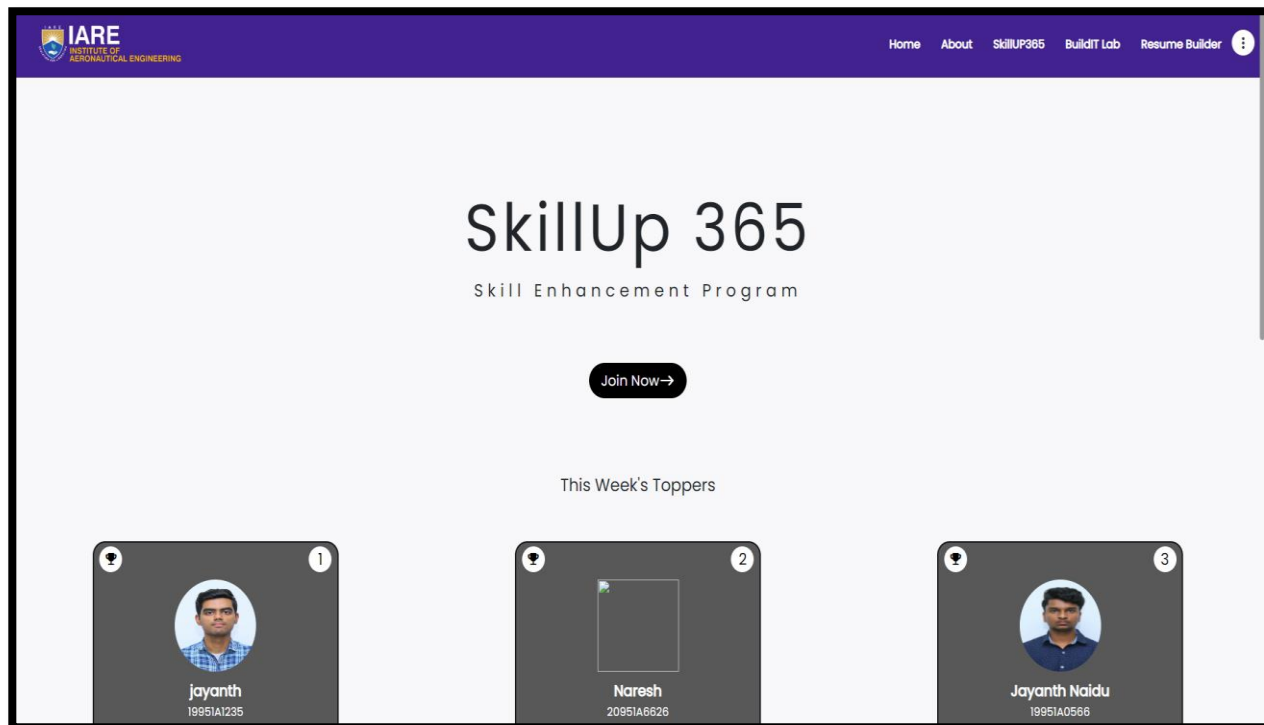 IARE
INSTITUTE OF
AERONAUTICAL ENGINEERING
Home About SkillUP365 BuildIT Lab Resume Builder
SkillUp 365
Skill Enhancement Program
Join Now→
This Week's Toppers
1
2
3
jayanth
19951A1235
Naresh
20951A6626
Jayanth Naidu
19951A0566